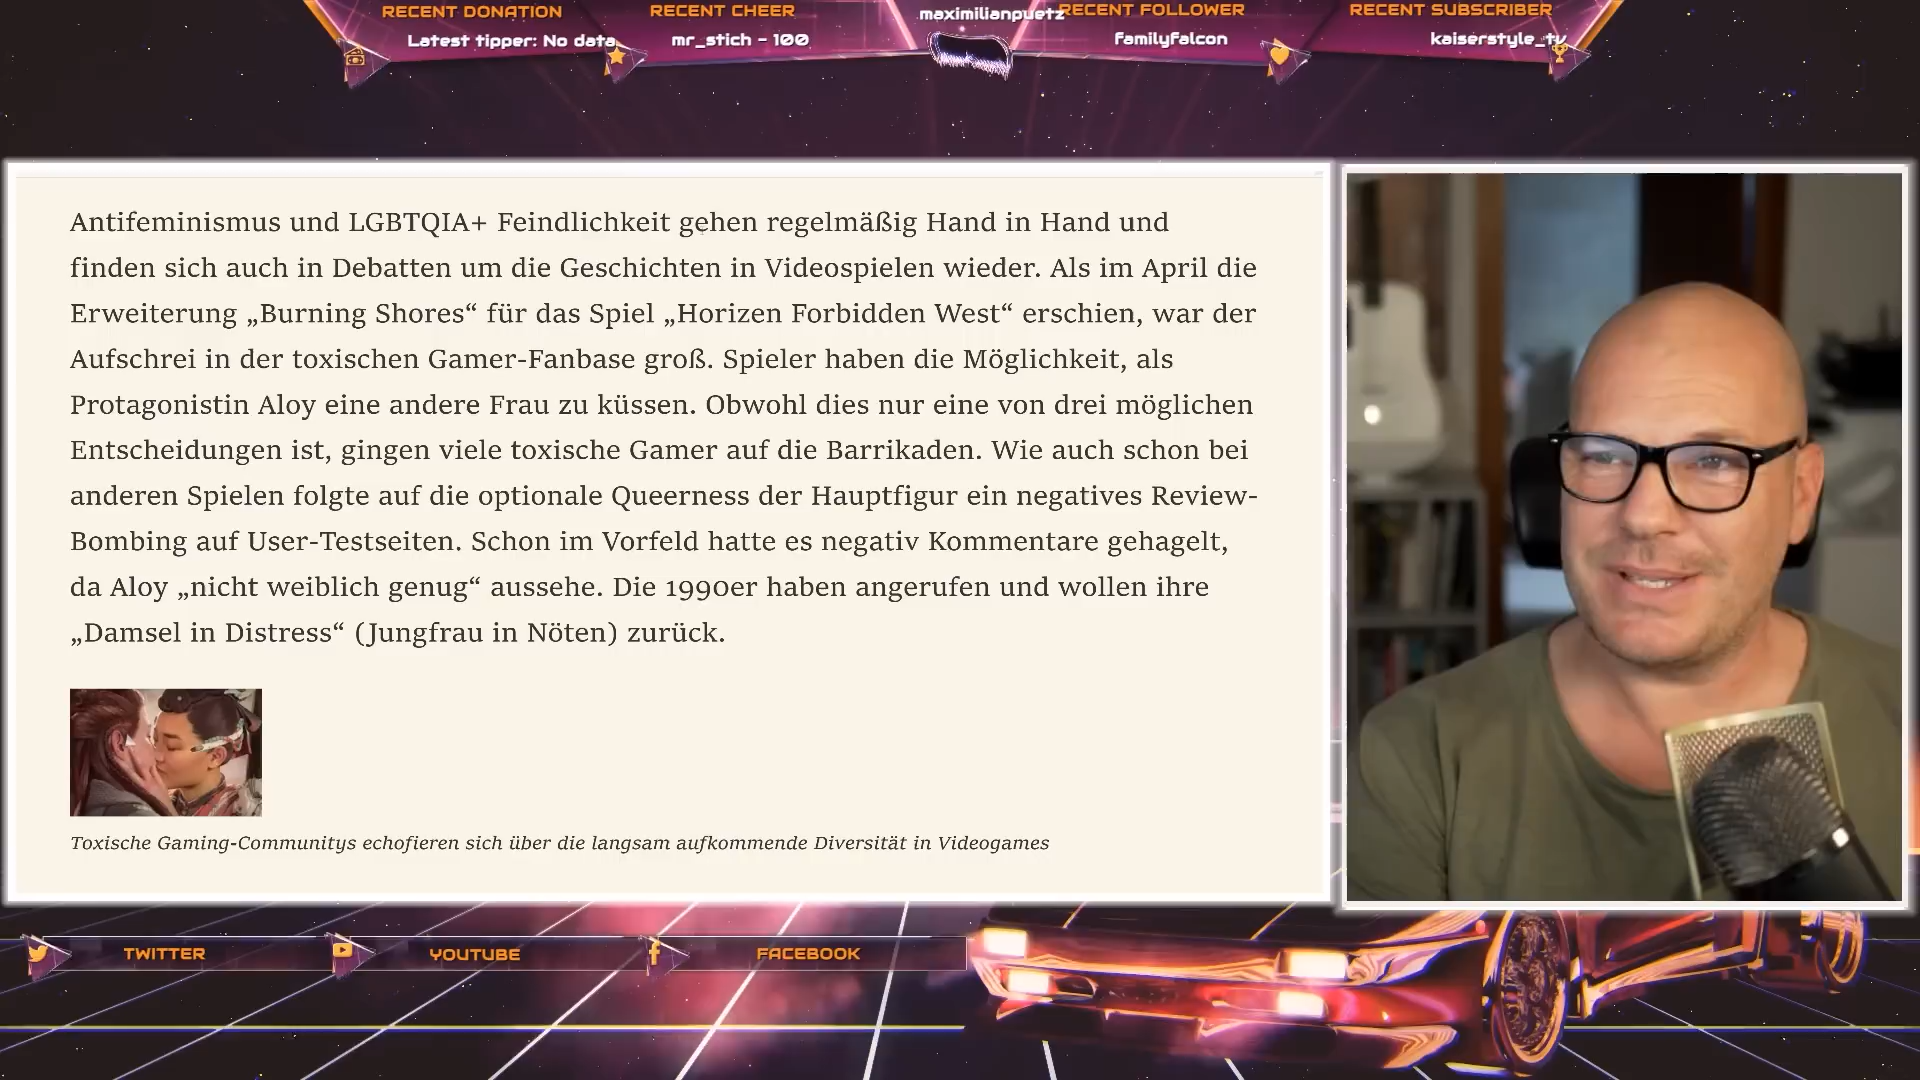 RECENT DONATION
Latest tipper: No data
RECENT CHEER
mr_stich - 100
maximilianpuetz
RECENT FOLLOWER
familyfalcon
RECENT SUBSCRIBER
kaiserstyle_tv
Antifeminismus und LGBTQIA+ Feindlichkeit gehen regelmäßig Hand in Hand und
finden sich auch in Debatten um die Geschichten in Videospielen wieder. Als im April die
Erweiterung „Burning Shores“ für das Spiel „Horizen Forbidden West“ erschien, war der
Aufschrei in der toxischen Gamer-Fanbase groß. Spieler haben die Möglichkeit, als
Protagonistin Aloy eine andere Frau zu küssen. Obwohl dies nur eine von drei möglichen
Entscheidungen ist, gingen viele toxische Gamer auf die Barrikaden. Wie auch schon bei
anderen Spielen folgte auf die optionale Queerness der Hauptfigur ein negatives Review-
Bombing auf User-Testseiten. Schon im Vorfeld hatte es negativ Kommentare gehagelt,
da Aloy „nicht weiblich genug“ aussehe. Die 1990er haben angerufen und wollen ihre
„Damsel in Distress“ (Jungfrau in Nöten) zurück.
Toxische Gaming-Communitys echofieren sich über die langsam aufkommende Diversität in Videogames
TWITTER
YOUTUBE
FACEBOOK